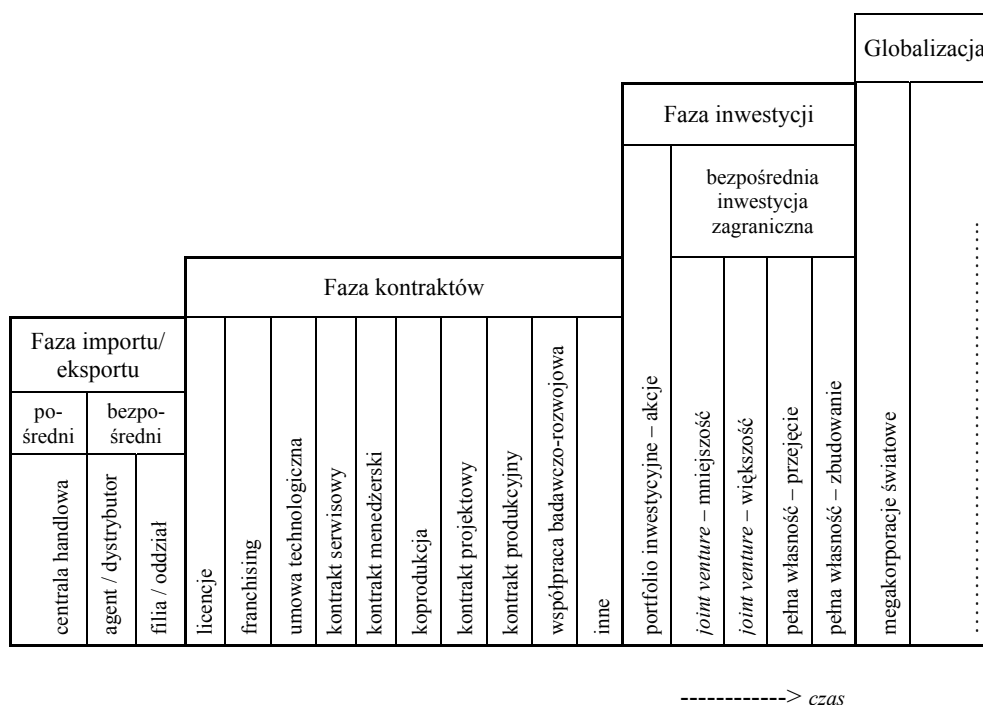 Globalizacja
Faza inwestycji
bezpośrednia
inwestycja
zagraniczna
Faza kontraktów
Faza importu/
eksportu
po-
średni
bezpo-
średni
centrala handlowa
agent / dystrybutor
filia / oddział
licencje
franchising
umowa technologiczna
kontrakt serwisowy
kontrakt menedżerski
koprodukcja
kontrakt projektowy
kontrakt produkcyjny
współpraca badawczo-rozwojowa
inne
portfolio inwestycyjne – akcje
joint venture – mniejszość
joint venture – większość
pełna własność – przejęcie
pełna własność – zbudowanie
megakorporacje światowe
------------> czas